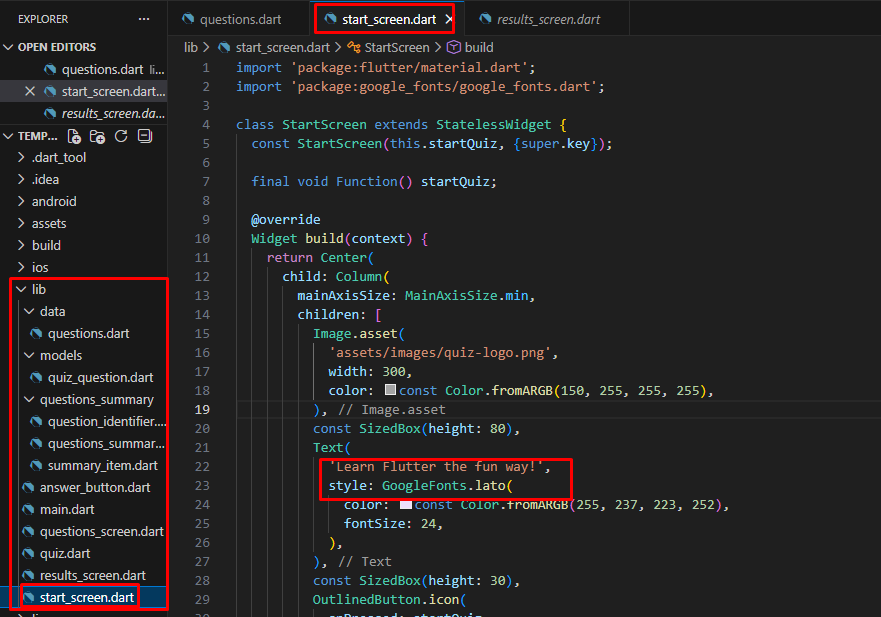 EXPLORER
···
OPEN EDITORS
questions.dart li...
start_screen.dart...
results_screen.da...
TEMP...
.dart_tool
.idea
android
assets
build
ios
lib
data
questions.dart
models
quiz_question.dart
questions_summary
question_identifier....
questions_summar...
summary_item.dart
answer_button.dart
main.dart
questions_screen.dart
quiz.dart
results_screen.dart
start_screen.dart
questions.dart
start_screen.dart
results_screen.dart
lib > start_screen.dart > StartScreen > build
1 import 'package:flutter/material.dart';
2 import 'package:google_fonts/google_fonts.dart';
3
4 class StartScreen extends StatelessWidget {
5 const StartScreen(this.startQuiz, {super.key});
6
7 final void Function() startQuiz;
8
9 @override
10 Widget build(context) {
11 return Center(
12 child: Column(
13 mainAxisSize: MainAxisSize.min,
14 children: [
15 Image.asset(
16 'assets/images/quiz-logo.png',
17 width: 300,
18 color: const Color.fromARGB(150, 255, 255, 255),
19 ), // Image.asset
20 const SizedBox(height: 80),
21 Text(
22 'Learn Flutter the fun way!',
23 style: GoogleFonts.lato(
24 color: const Color.fromARGB(255, 237, 223, 252),
25 fontSize: 24,
26 ),
27 ), // Text
28 const SizedBox(height: 30),
29 OutlinedButton.icon(